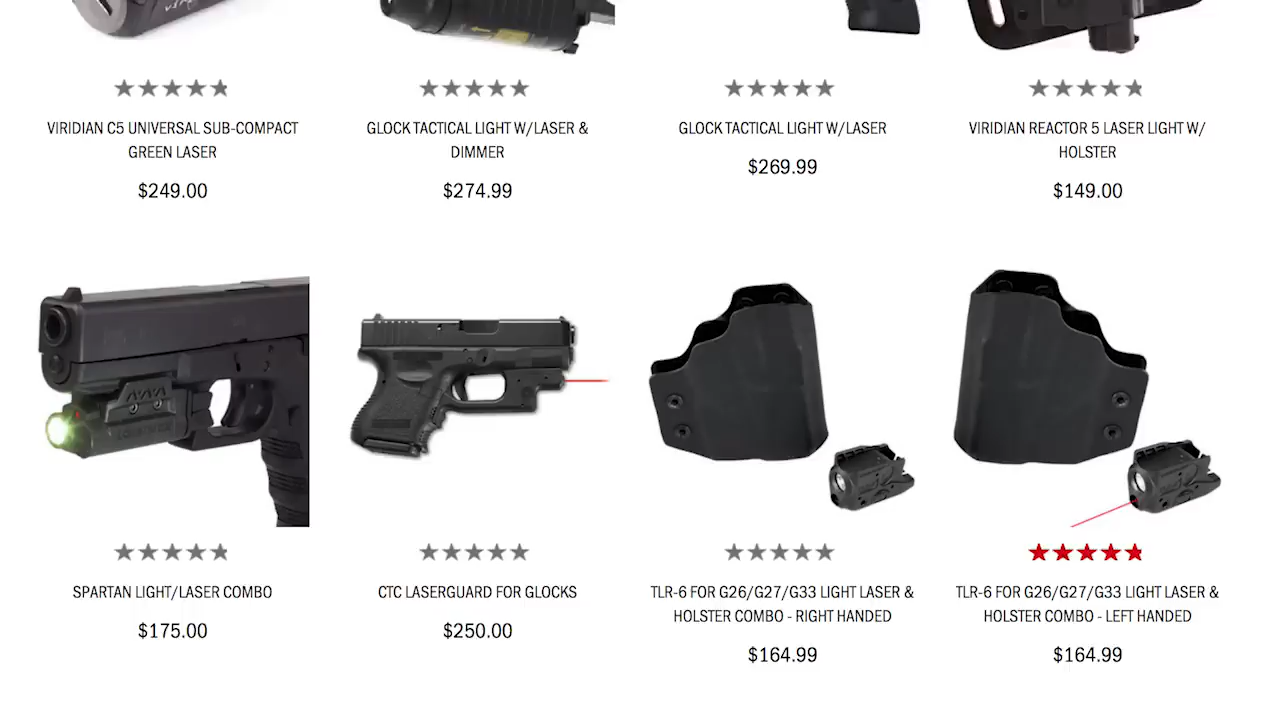 VIRIDIAN C5 UNIVERSAL SUB-COMPACT
GREEN LASER
$249.00
GLOCK TACTICAL LIGHT W/LASER &
DIMMER
$274.99
GLOCK TACTICAL LIGHT W/LASER
$269.99
VIRIDIAN REACTOR 5 LASER LIGHT W/
HOLSTER
$149.00
SPARTAN LIGHT/LASER COMBO
$175.00
CTC LASERGUARD FOR GLOCKS
$250.00
TLR-6 FOR G26/G27/G33 LIGHT LASER &
HOLSTER COMBO - RIGHT HANDED
$164.99
TLR-6 FOR G26/G27/G33 LIGHT LASER &
HOLSTER COMBO - LEFT HANDED
$164.99